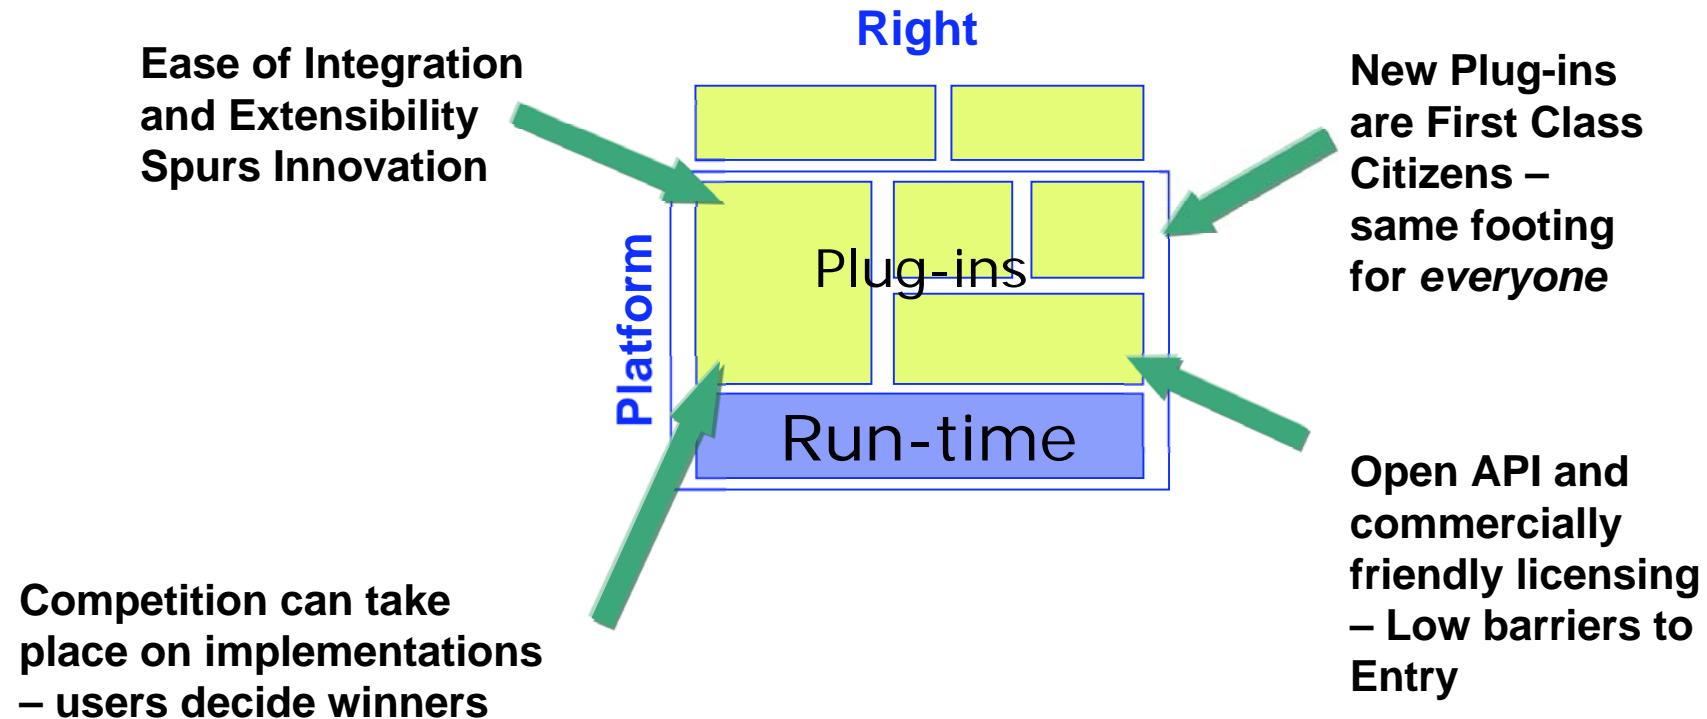 Right
Ease of Integration
and Extensibility
Spurs Innovation
New Plug-ins
are First Class
Citizens –
same footing
for everyone
Platform
Plug-ins
Run-time
Open API and
commercially
friendly licensing
– Low barriers to
Entry
Competition can take
place on implementations
– users decide winners